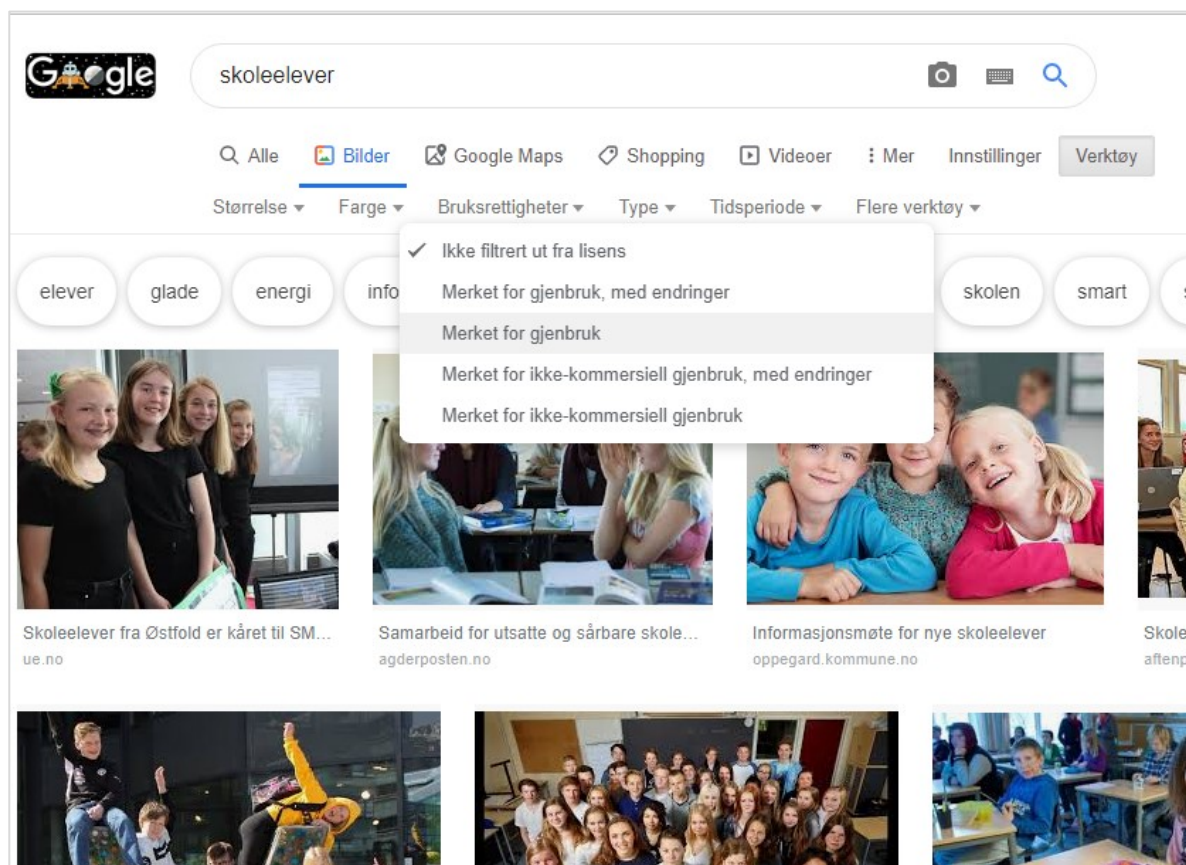 Google
skoleelever
Alle Bilder Google Maps Shopping Videoer Mer Innstillinger Verktøy
Størrelse Farge Bruksrettigheter Type Tidsperiode Flere verktøy
Ikke filtrert ut fra lisens
Merket for gjenbruk, med endringer
Merket for gjenbruk
Merket for ikke-kommersiell gjenbruk, med endringer
Merket for ikke-kommersiell gjenbruk
elever glade energi info skolen smart
Skoleelever fra Østfold er kåret til SM... Samarbeid for utsatte og sårbare skole... Informasjonsmøte for nye skoleelever Skole
ue.no agderposten.no oppegard.kommune.no aftenp